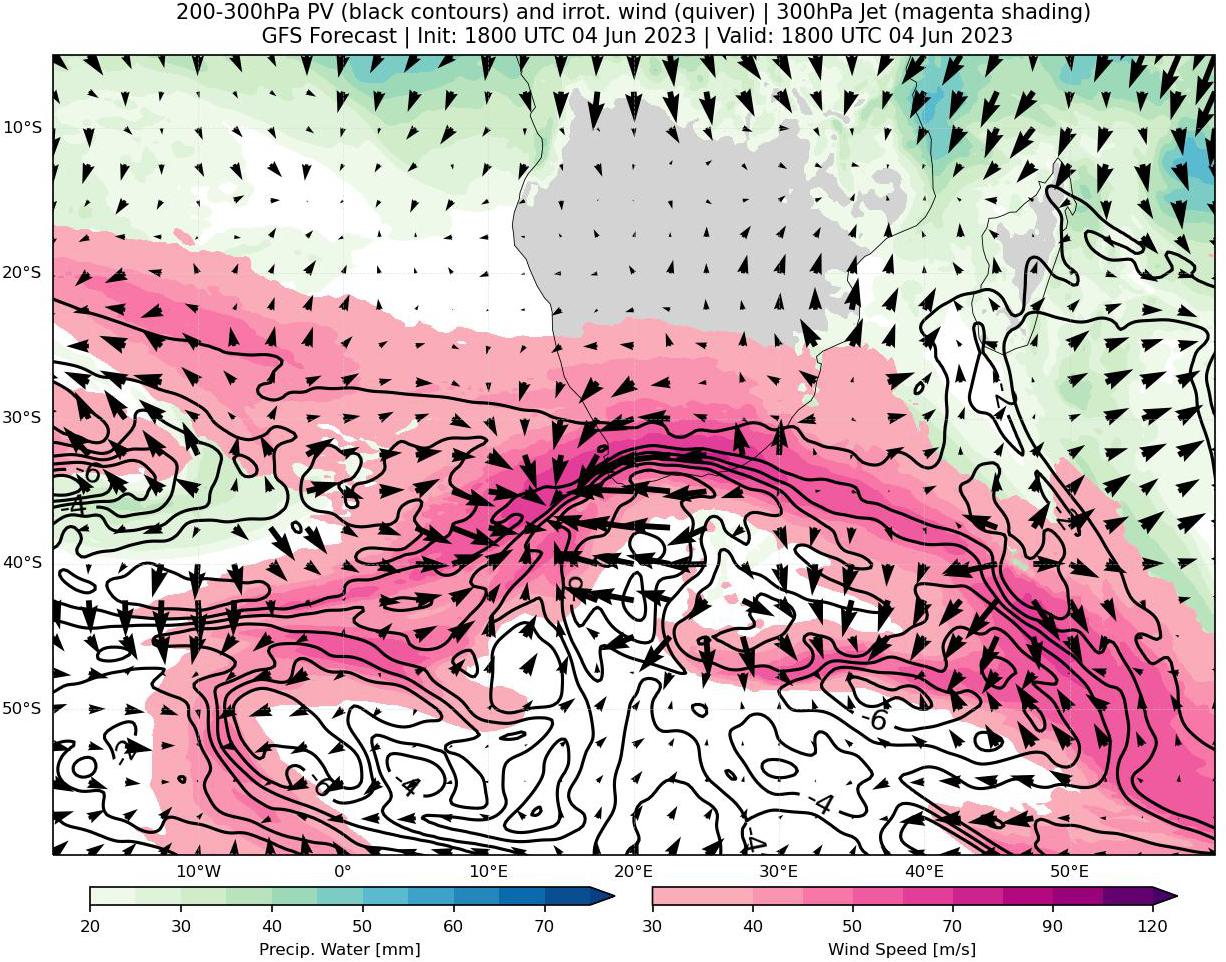 200-300hPa PV (black contours) and irrot. wind (quiver) | 300hPa Jet (magenta shading)
GFS Forecast | Init: 1800 UTC 04 Jun 2023 | Valid: 1800 UTC 04 Jun 2023
10°S
20°S
30°S
40°S
50°S
-2
-6
-4
-6
-2
-6
-4
-4
10°W
0°
10°E
20°E
30°E
40°E
50°E
20
30
40
50
60
70
30
40
50
70
90
120
Precip. Water [mm]
Wind Speed [m/s]